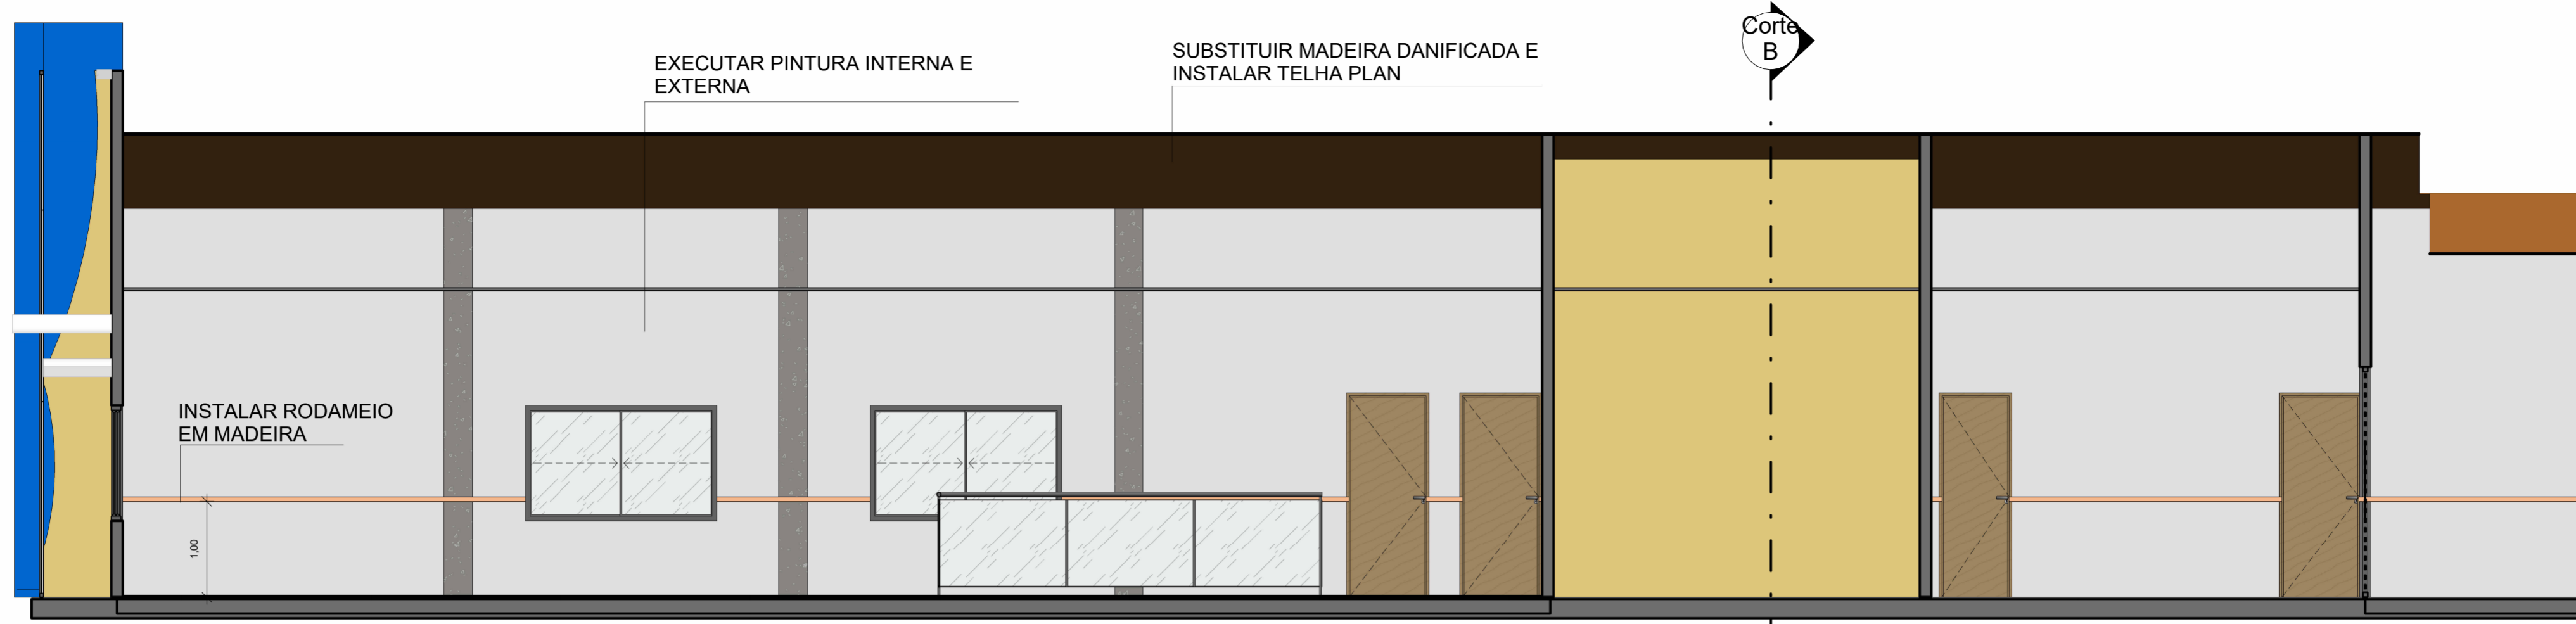 Corte
B
EXECUTAR PINTURA INTERNA E
EXTERNA
SUBSTITUIR MADEIRA DANIFICADA E
INSTALAR TELHA PLAN
INSTALAR RODAMEIO
EM MADEIRA
1,00